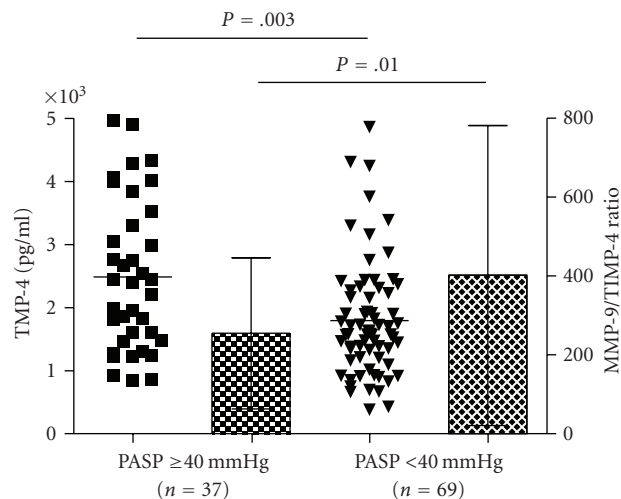 P = .003
P = .01
×10³
5
4
3
2
1
0
TMP-4 (pg/ml)
800
600
400
200
0
MMP-9/TIMP-4 ratio
PASP ≥40 mmHg
(n = 37)
PASP <40 mmHg
(n = 69)